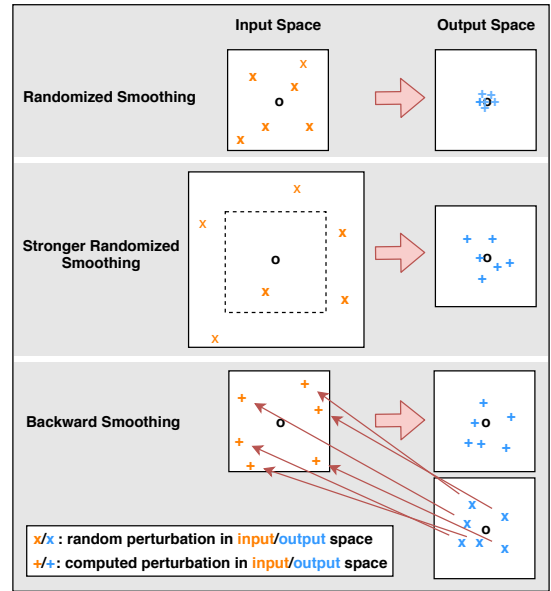 Input Space
Output Space
Randomized Smoothing
x x x x x x o
o + + + + + +
Stronger Randomized
Smoothing
x x x x x x o
+ + + + + + o
Backward Smoothing
+ + + + + + o
+ + + + + + o
x x x x x x o
x/x : random perturbation in input/output space
+/+: computed perturbation in input/output space